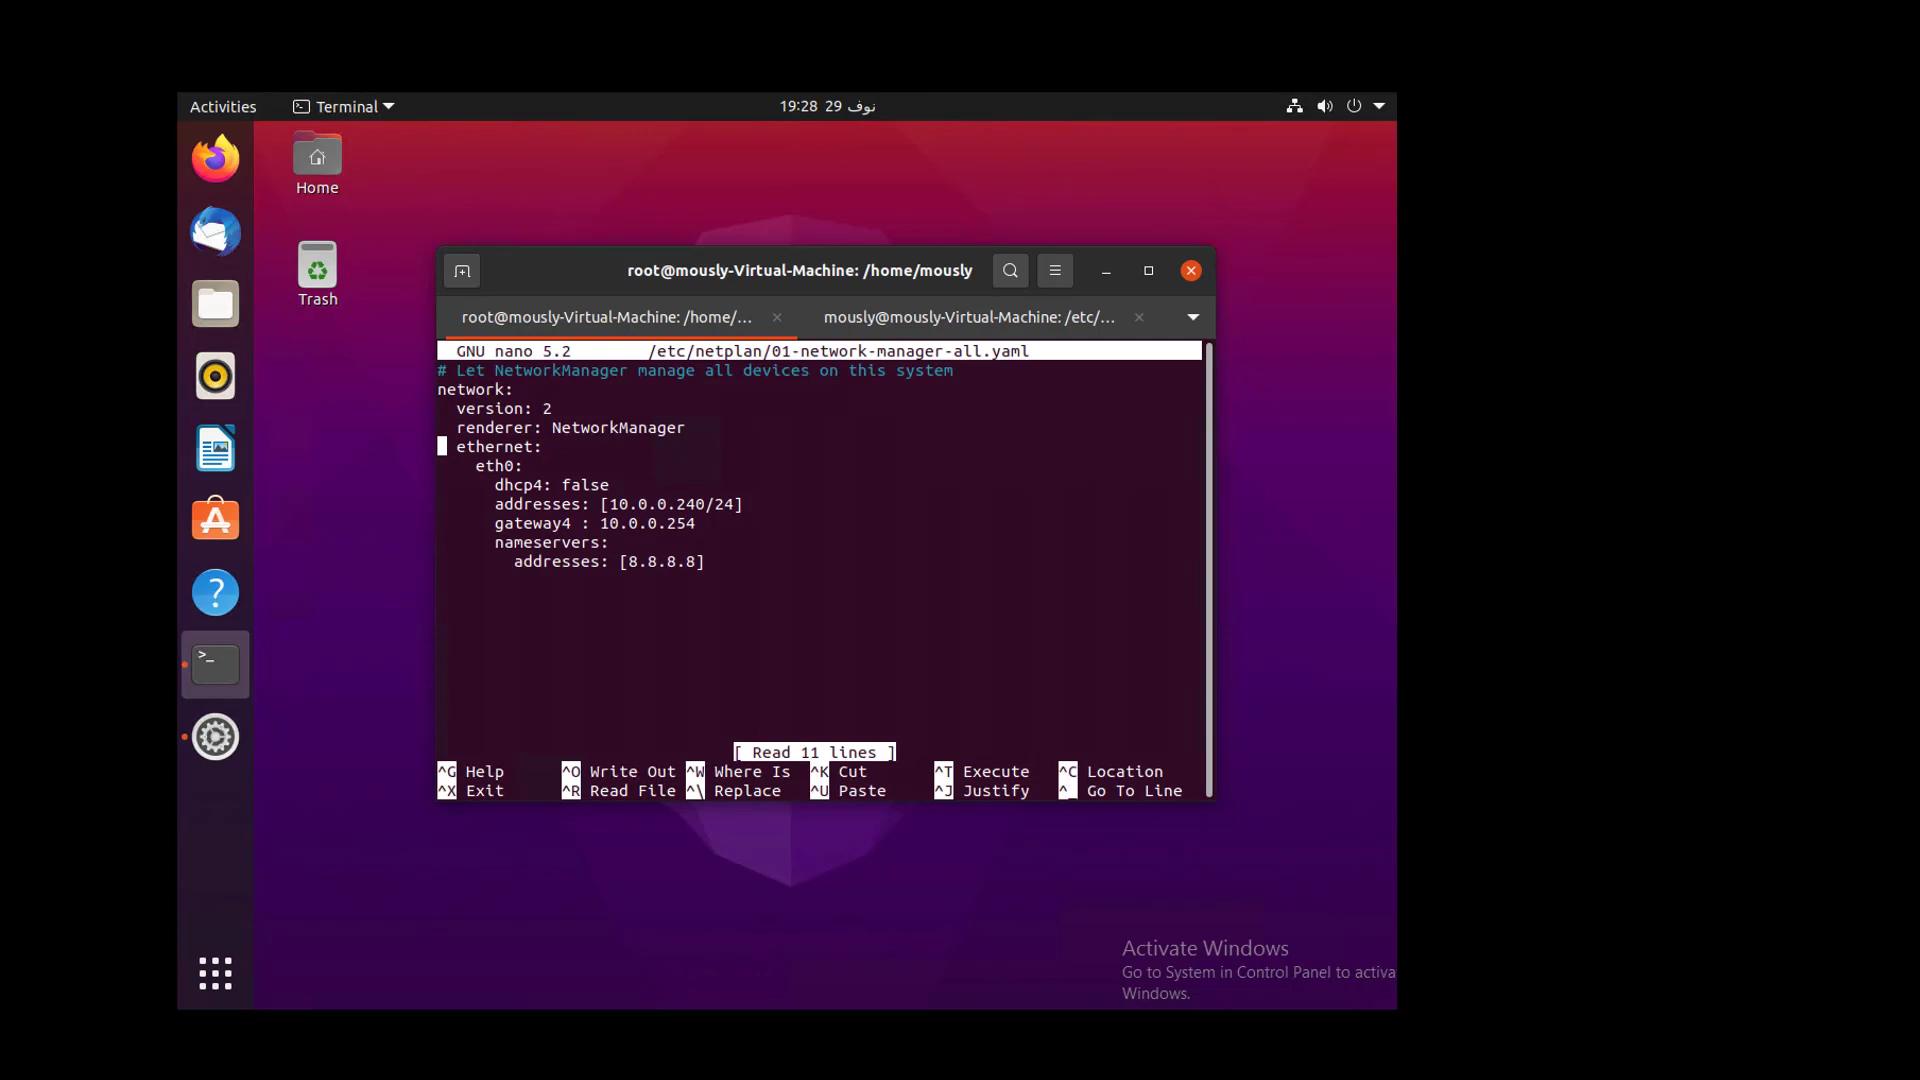 Activities
Terminal
19:28 29 نوف
Home
Trash
root@mously-Virtual-Machine: /home/mously
root@mously-Virtual-Machine: /home/...
mously@mously-Virtual-Machine: /etc/...
GNU nano 5.2 /etc/netplan/01-network-manager-all.yaml
# Let NetworkManager manage all devices on this system
network:
  version: 2
  renderer: NetworkManager
  ethernet:
    eth0:
      dhcp4: false
      addresses: [10.0.0.240/24]
      gateway4 : 10.0.0.254
      nameservers:
        addresses: [8.8.8.8]
[ Read 11 lines ]
^G Help ^O Write Out ^W Where Is ^K Cut ^T Execute ^C Location
^X Exit ^R Read File ^\ Replace ^U Paste ^J Justify ^_ Go To Line
Activate Windows
Go to System in Control Panel to activa
Windows.